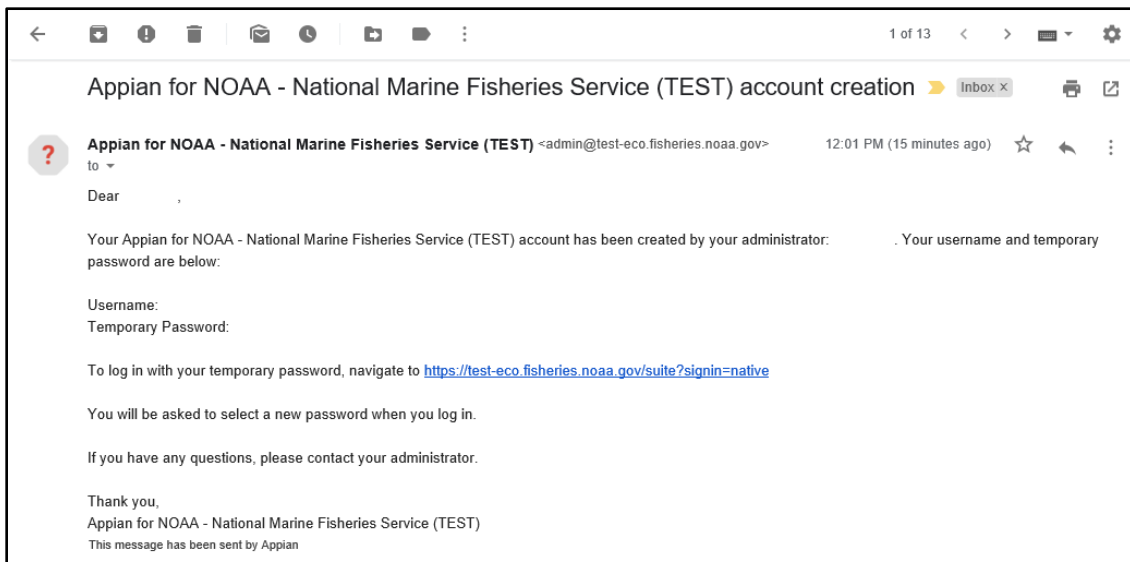 1 of 13
Appian for NOAA - National Marine Fisheries Service (TEST) account creation Inbox ×
Appian for NOAA - National Marine Fisheries Service (TEST) <admin@test-eco.fisheries.noaa.gov> 12:01 PM (15 minutes ago)
to
Dear ,
Your Appian for NOAA - National Marine Fisheries Service (TEST) account has been created by your administrator: . Your username and temporary
password are below:
Username:
Temporary Password:
To log in with your temporary password, navigate to https://test-eco.fisheries.noaa.gov/suite?signin=native
You will be asked to select a new password when you log in.
If you have any questions, please contact your administrator.
Thank you,
Appian for NOAA - National Marine Fisheries Service (TEST)
This message has been sent by Appian